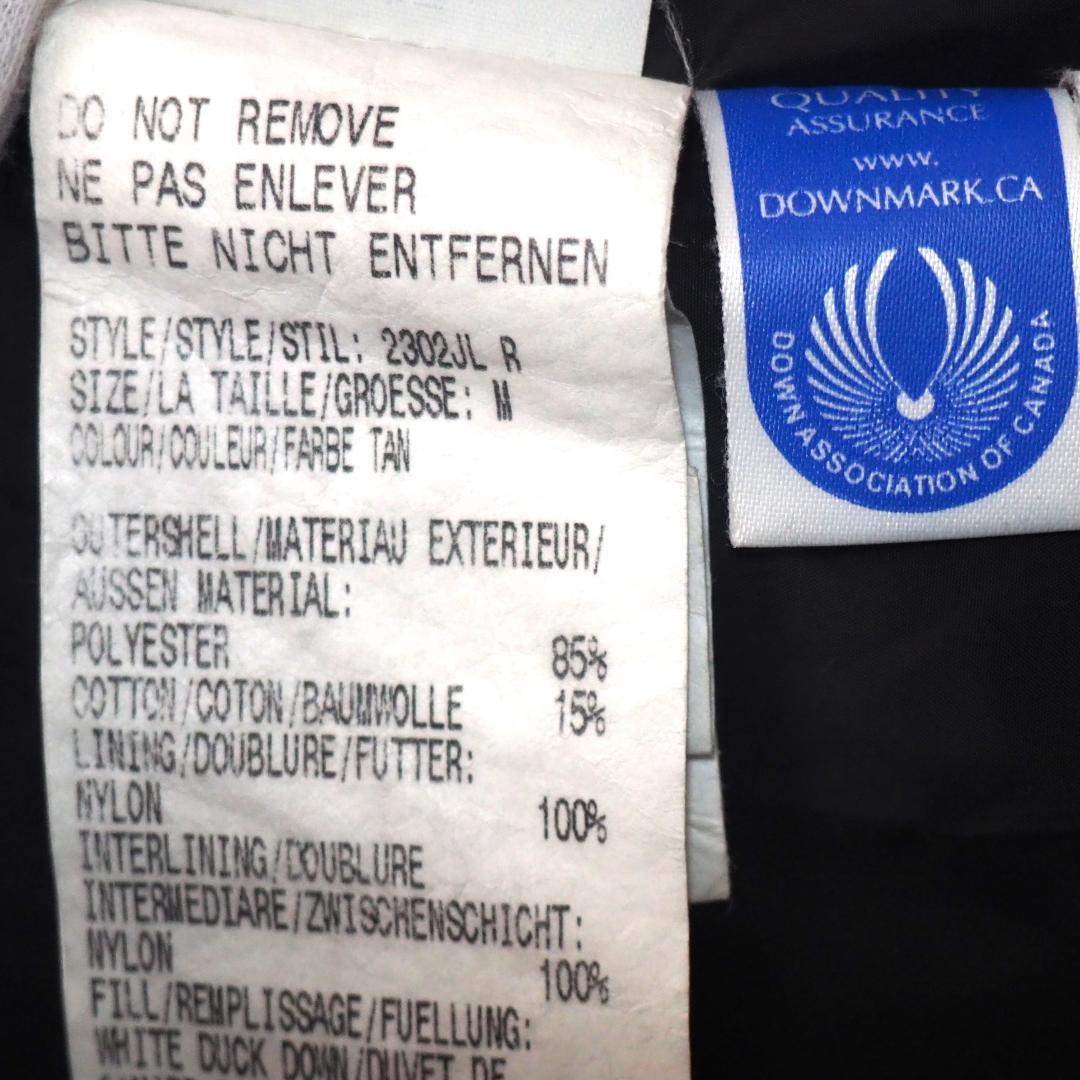 DO NOT REMOVE
NE PAS ENLEVER
BITTE NICHT ENTFERNEN
STYLE/STYLE/STIL: 2302JL R
SIZE/LA TAILLE/GROESSE: M
COLOUR/COULEUR/FARBE TAN
OUTERSHELL/MATERIAU EXTERIEUR/
AUSSEN MATERIAL:
POLYESTER 85%
COTTON/COTON/BAUMWOLLE 15%
LINING/DOUBLURE/FUTTER:
NYLON 100%
INTERLINING/DOUBLURE
INTERMEDIARE/ZWISCHENSCHICHT:
NYLON 100%
FILL/REMPLISSAGE/FUELLUNG:
WHITE DUCK DOWN/DUVET DE
QUALITY
ASSURANCE
www.
DOWNMARK.CA
DOWN ASSOCIATION OF CANADA